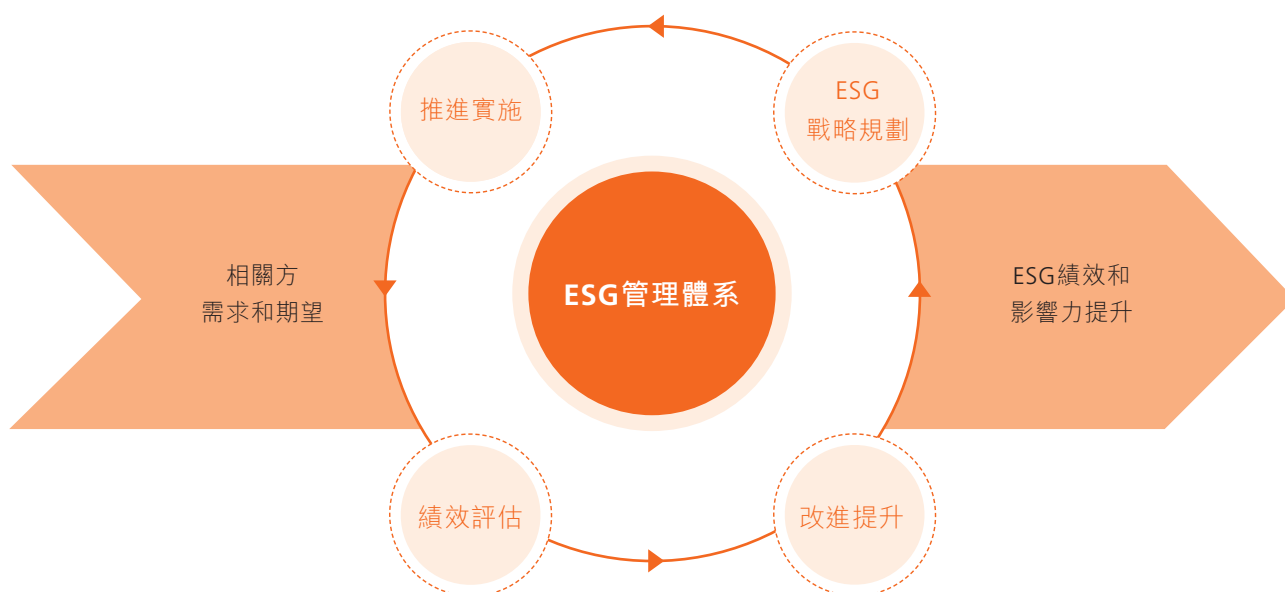 推進實施
ESG
戰略規劃
相關方
需求和期望
ESG管理體系
ESG績效和
影響力提升
績效評估
改進提升